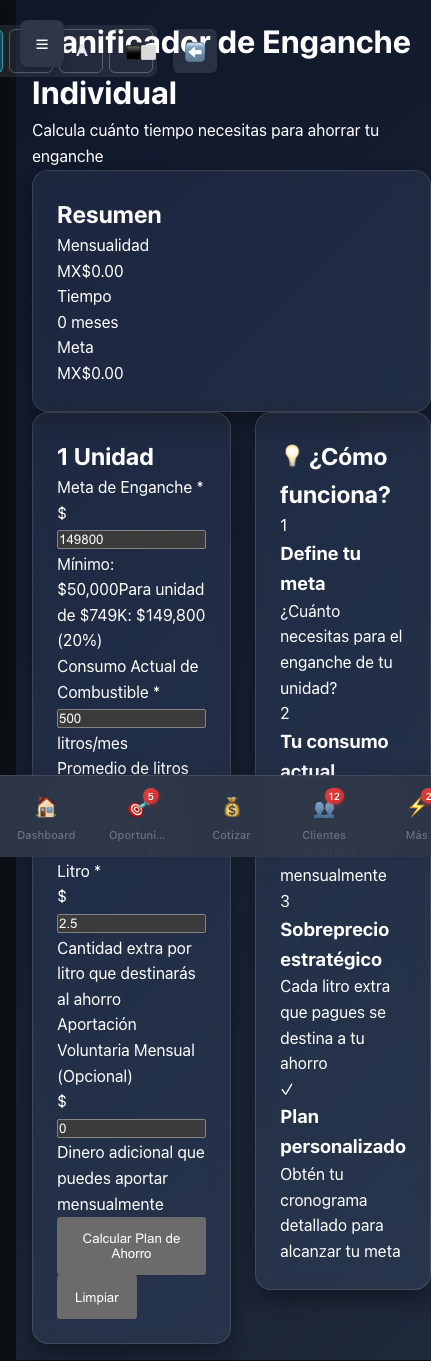 ☰
A
anificador de Enganche
Individual
Calcula cuánto tiempo necesitas para ahorrar tu
enganche
Resumen
Mensualidad
MX$0.00
Tiempo
0 meses
Meta
MX$0.00
1 Unidad
Meta de Enganche *
$
149800
Mínimo:
$50,000Para unidad
de $749K: $149,800
(20%)
Consumo Actual de
Combustible *
500
litros/mes
Promedio de litros
Litro *
$
2.5
Cantidad extra por
litro que destinarás
al ahorro
Aportación
Voluntaria Mensual
(Opcional)
$
0
Dinero adicional que
puedes aportar
mensualmente
Calcular Plan de
Ahorro
Limpiar
💡 ¿Cómo
funciona?
1
Define tu
meta
¿Cuánto
necesitas para el
enganche de tu
unidad?
2
Tu consumo
actual
mensualmente
3
Sobreprecio
estratégico
Cada litro extra
que pagues se
destina a tu
ahorro
✓
Plan
personalizado
Obtén tu
cronograma
detallado para
alcanzar tu meta
5
12
2
Dashboard
Oportuni...
Cotizar
Clientes
Más